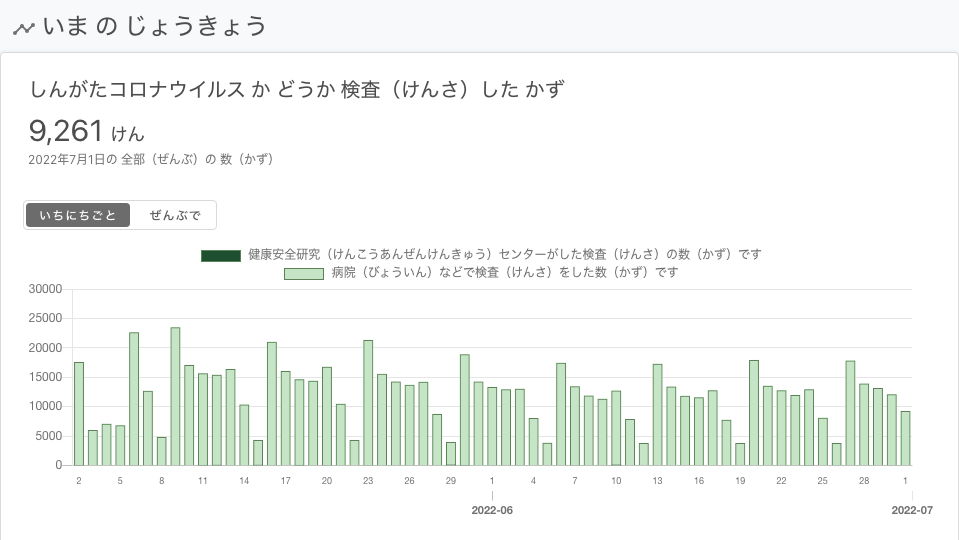 いま の じょうきょう
しんがたコロナウイルス か どうか 検査（けんさ）した かず
9,261 けん
2022年7月1日の 全部（ぜんぶ）の 数（かず）
いちにちごと ぜんぶで
健康安全研究（けんこうあんぜんけんきゅう）センターがした検査（けんさ）の数（かず）です
病院（びょういん）などで検査（けんさ）をした数（かず）です
30000
25000
20000
15000
10000
5000
0
2 5 8 11 14 17 20 23 26 29 1 4 7 10 13 16 19 22 25 28 1
2022-06 2022-07